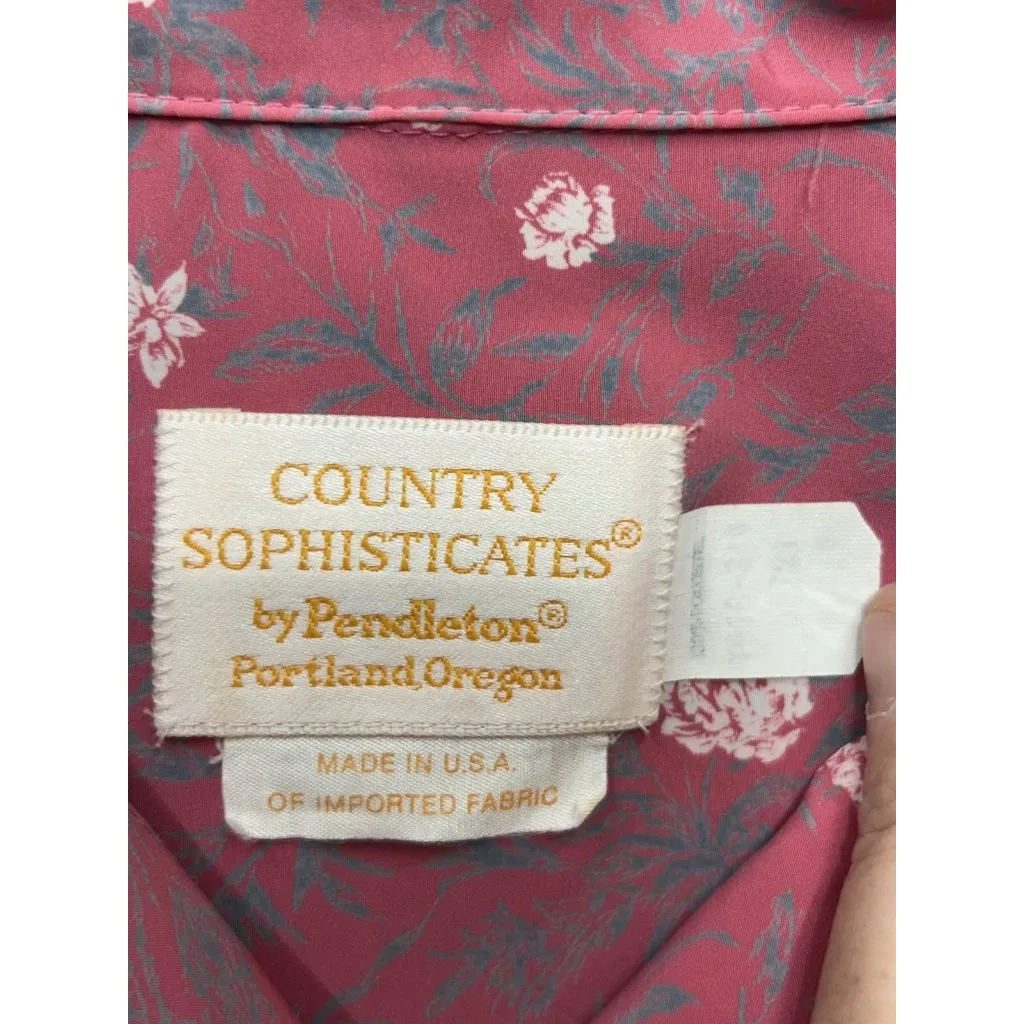 COUNTRY
SOPHISTICATES®
by Pendleton®
Portland, Oregon
MADE IN U.S.A.
OF IMPORTED FABRIC